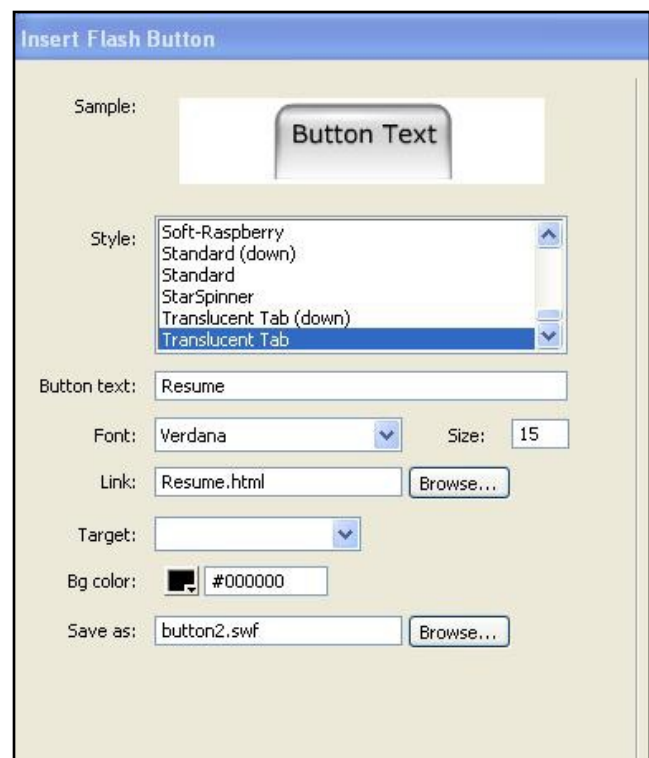 Insert Flash Button
Sample:
Button Text
Style:
Soft-Raspberry
Standard (down)
Standard
StarSpinner
Translucent Tab (down)
Translucent Tab
Button text: Resume
Font: Verdana Size: 15
Link: Resume.html Browse...
Target:
Bg color: #000000
Save as: button2.swf Browse...